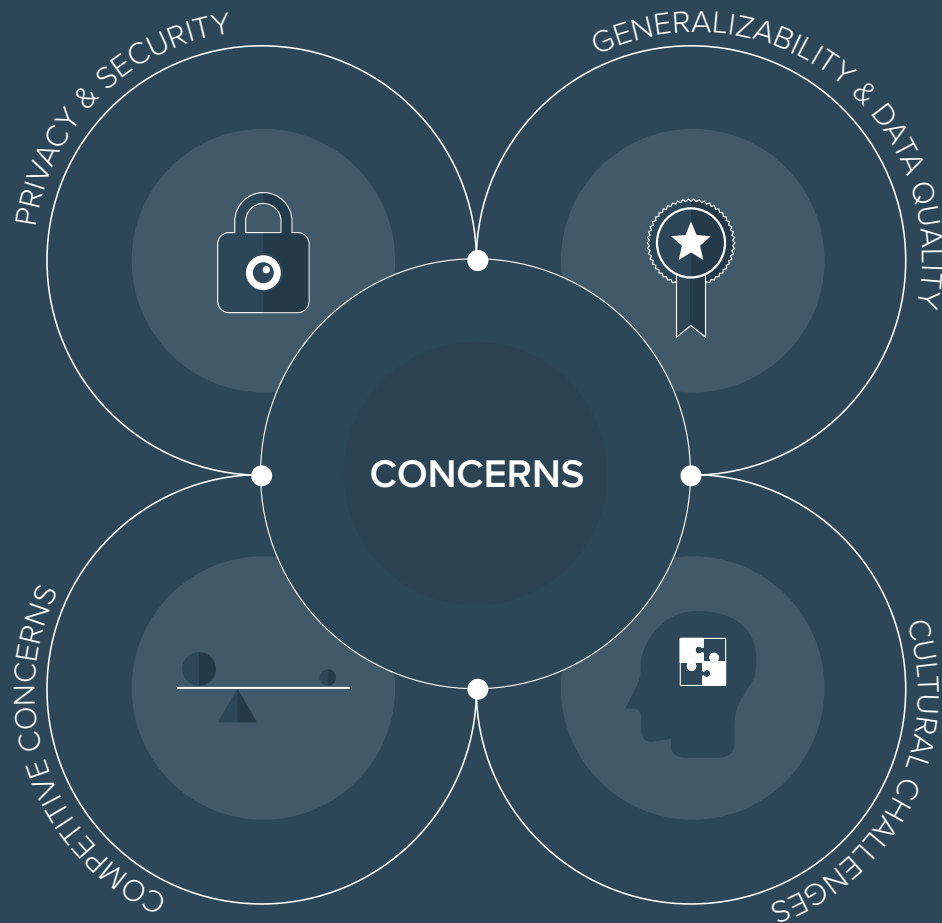 PRIVACY & SECURITY
GENERALIZABILITY & DATA QUALITY
CONCERNS
COMPETITIVE CONCERNS
CULTURAL CHALLENGES